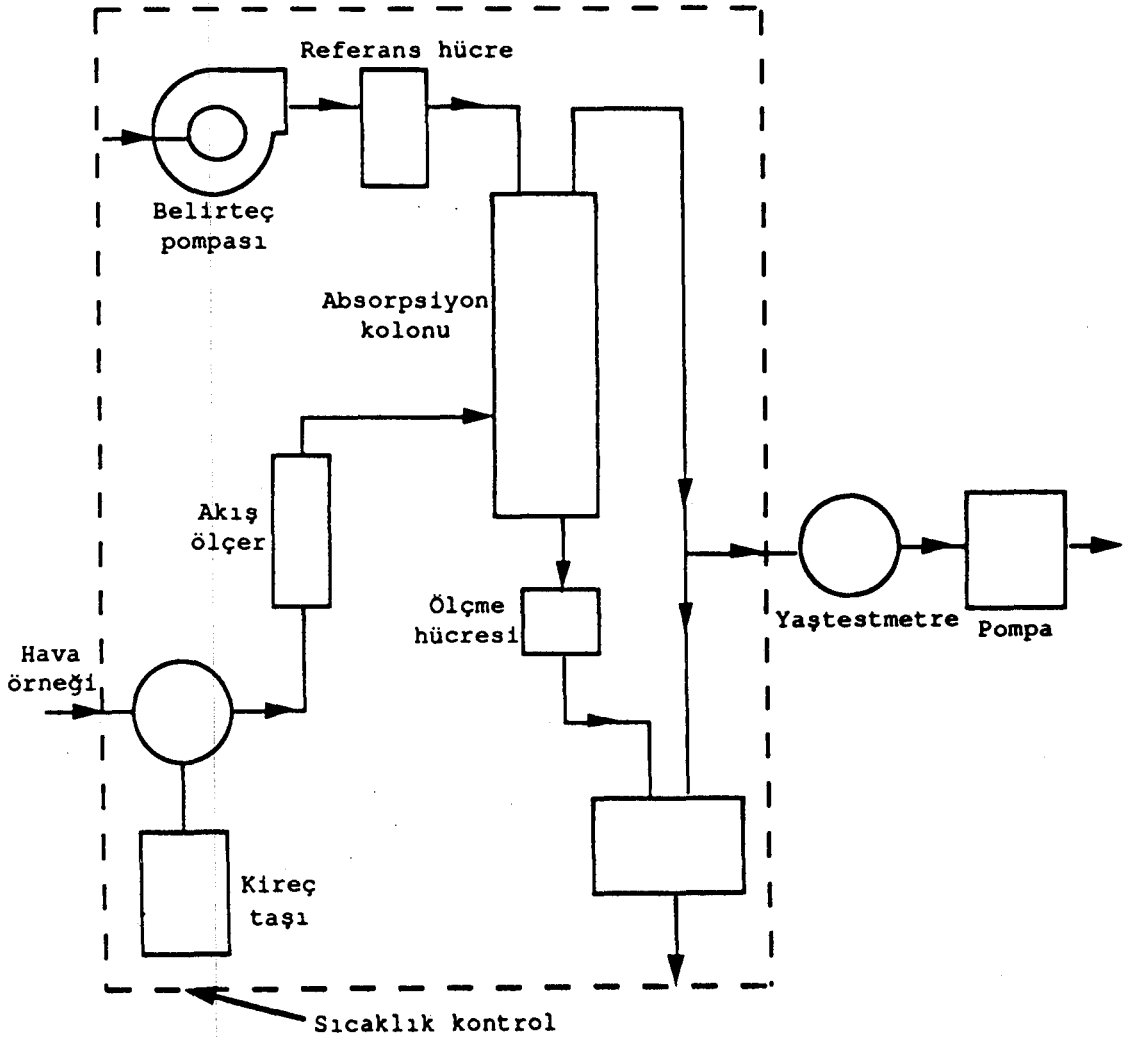 Referans hücre
Belirteç
pompası
Absorpsiyon
kolonu
Akış
ölçer
Ölçme
hücresi
Yaştestmetre
Pompa
Hava
örneği
Kireç
taşı
Sıcaklık kontrol